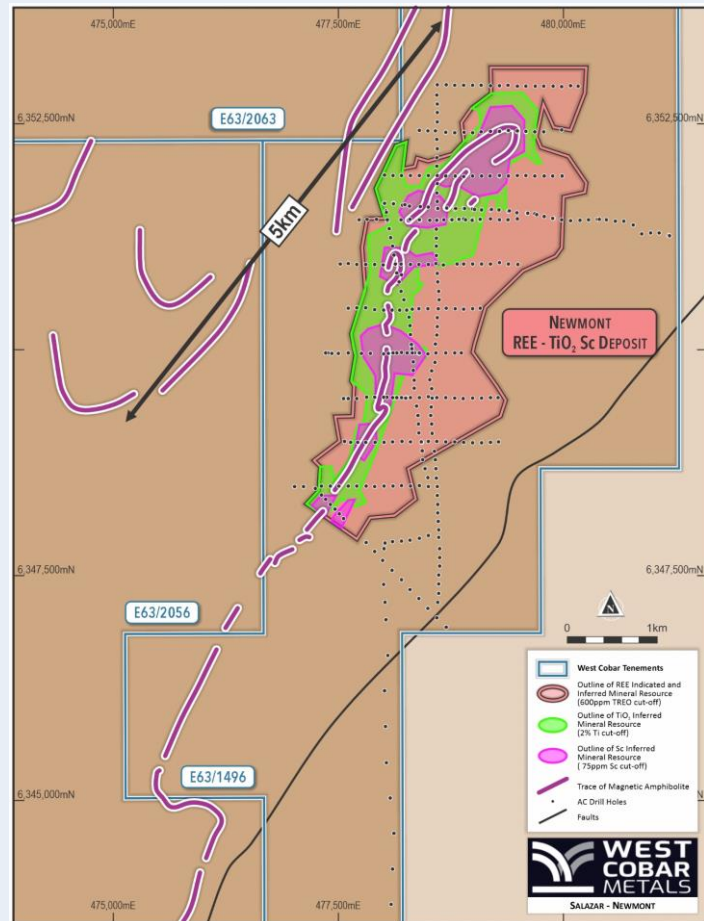 475,000mE
477,500mE
480,000mE
6,352,500mN
6,352,500mN
E63/2063
5km
NEWMONT
REE - TiO₂ Sc DEPOSIT
6,347,500mN
6,347,500mN
E63/2056
N
0 1km
West Cobar Tenements
Outline of REE Indicated and
Inferred Mineral Resource
(600ppm TREO cut-off)
Outline of TiO₂ Inferred
Mineral Resource
(2% Ti cut-off)
Outline of Sc Inferred
Mineral Resource
( 75ppm Sc cut-off)
Trace of Magnetic Amphibolite
AC Drill Holes
Faults
E63/1496
6,345,000mN
WEST
COBAR
METALS
SALAZAR - NEWMONT
475,000mE
477,500mE